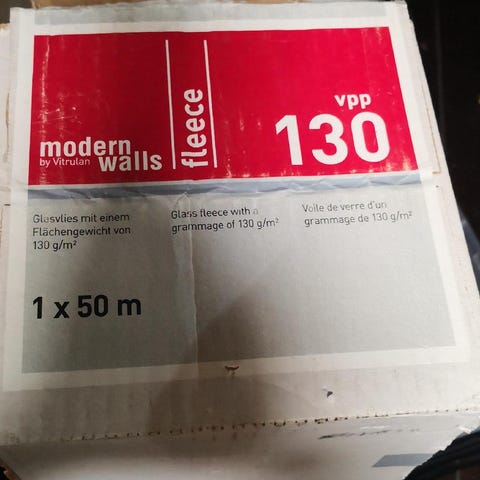 modern
by Vitrulan walls
fleece
vpp
130
Glasvlies mit einem
Flächengewicht von
130 g/m²
Glass fleece with a
grammage of 130 g/m²
Voile de verre d'un
grammage de 130 g/m²
1 x 50 m